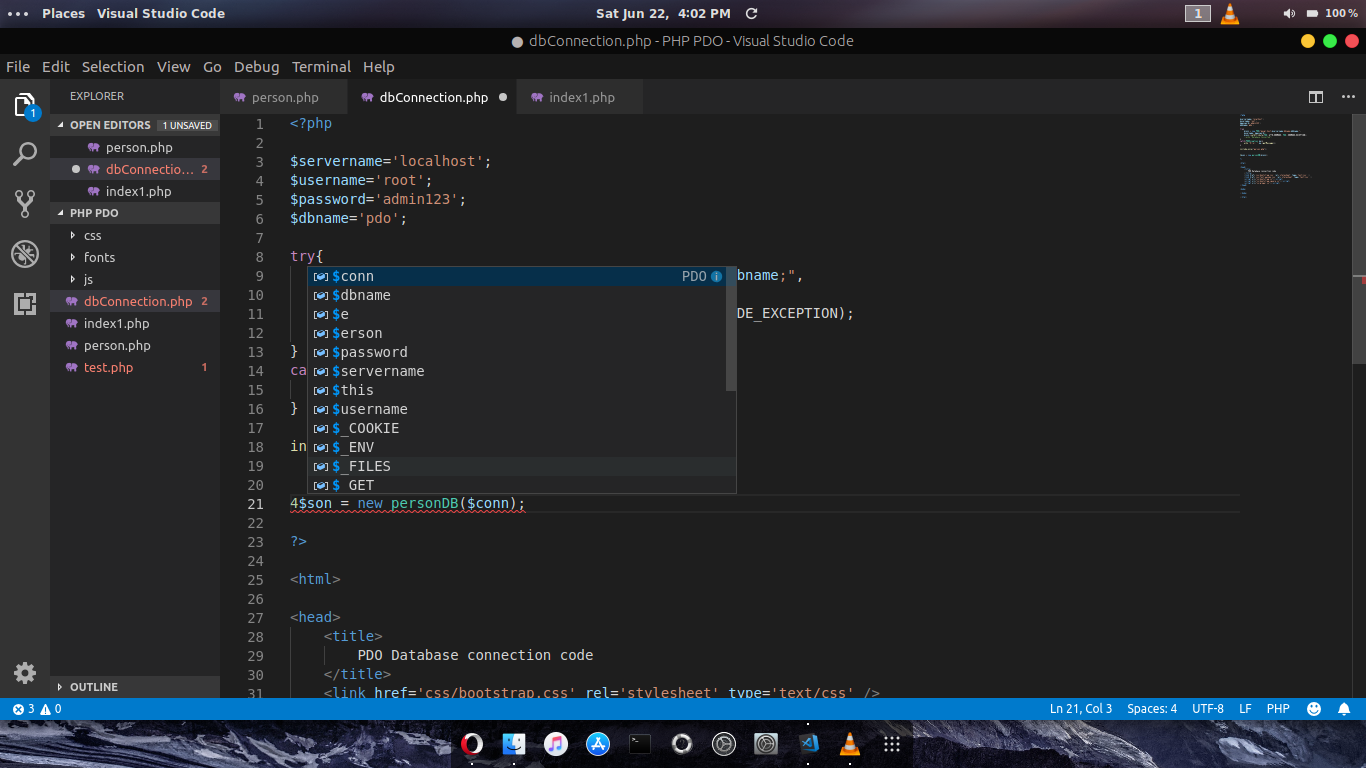 Places Visual Studio Code
Sat Jun 22, 4:02 PM
1
100 %
dbConnection.php - PHP PDO - Visual Studio Code
File Edit Selection View Go Debug Terminal Help
1
EXPLORER
OPEN EDITORS 1 UNSAVED
person.php
dbConnectio... 2
index1.php
PHP PDO
css
fonts
js
dbConnection.php 2
index1.php
person.php
test.php 1
OUTLINE
person.php dbConnection.php index1.php
1 <?php
2
3 $servername='localhost';
4 $username='root';
5 $password='admin123';
6 $dbname='pdo';
7
8 try{
9 bname;",
10
11 DE_EXCEPTION);
12
13 }
14 ca
15
16 }
17
18 in
19
20
21 4$son = new personDB($conn);
22
23 ?>
24
25 <html>
26
27 <head>
28 <title>
29 PDO Database connection code
30 </title>
31 <link href='css/bootstrap.css' rel='stylesheet' type='text/css' />
$conn PDO
$dbname
$e
$erson
$password
$servername
$this
$username
$_COOKIE
$_ENV
$_FILES
$_GET
3 0
Ln 21, Col 3 Spaces: 4 UTF-8 LF PHP